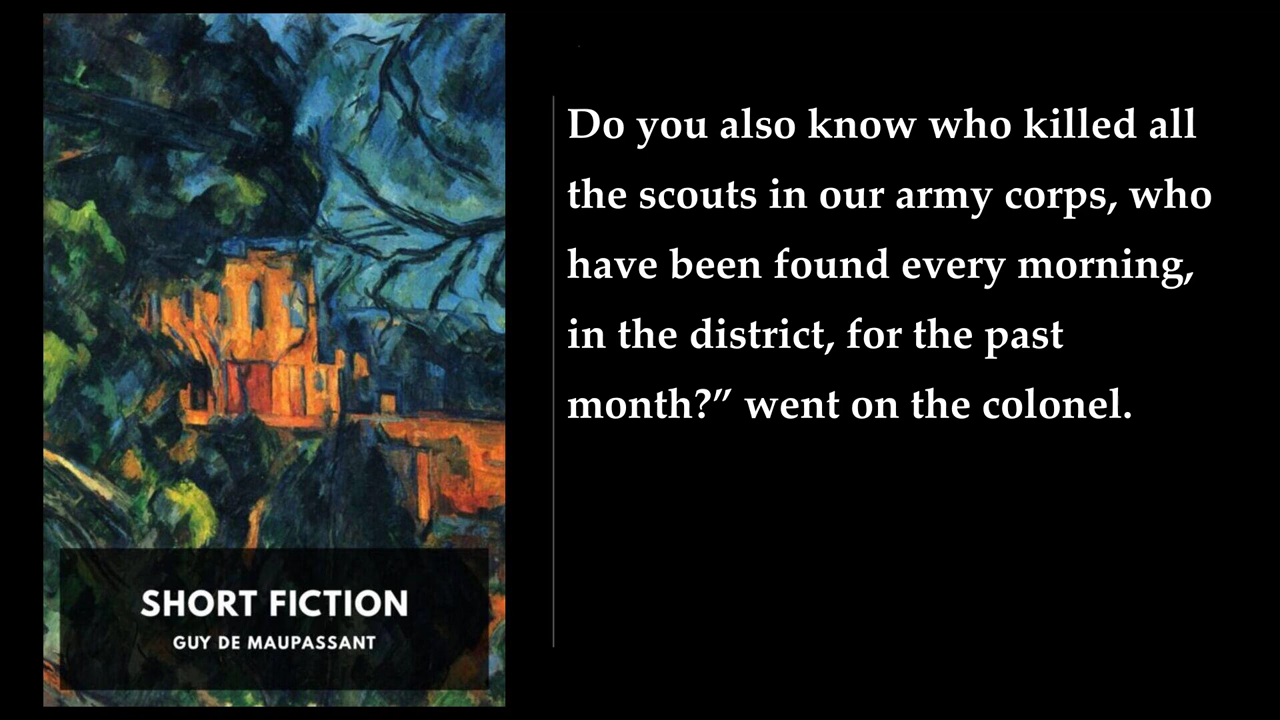 Do you also know who killed all
the scouts in our army corps, who
have been found every morning,
in the district, for the past
month?” went on the colonel.
SHORT FICTION
GUY DE MAUPASSANT